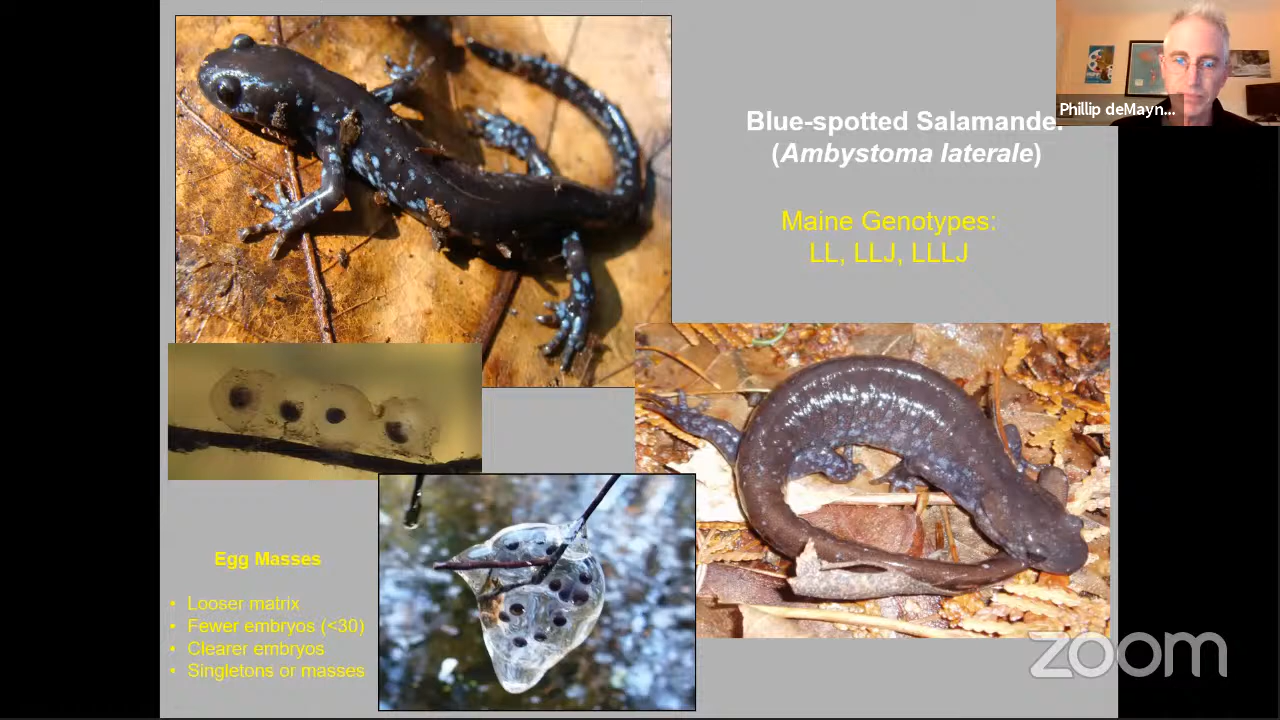 Blue-spotted Salamander
(Ambystoma laterale)
Phillip deMayn...
Maine Genotypes:
LL, LLJ, LLLJ
Egg Masses
• Looser matrix
• Fewer embryos (<30)
• Clearer embryos
• Singletons or masses
zoom